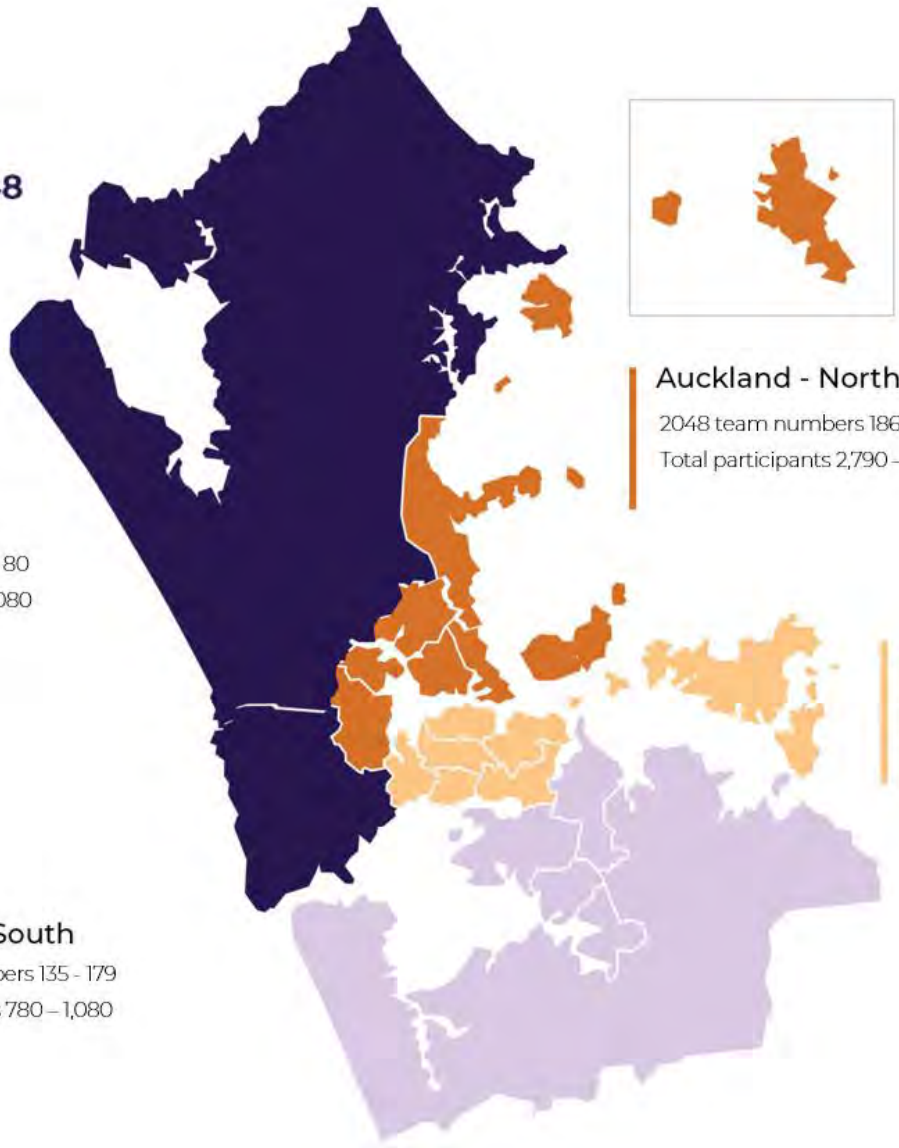 8
Auckland - North
2048 team numbers 186
Total participants 2,790 –
80
080
South
bers 135 - 179
780 – 1,080